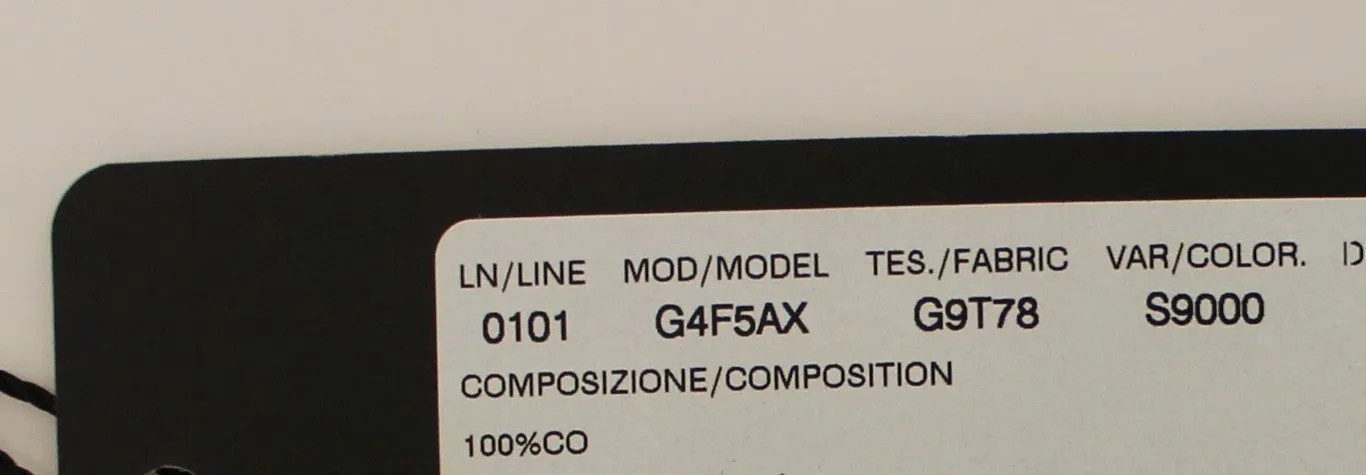 LN/LINE MOD/MODEL TES./FABRIC VAR/COLOR.
0101 G4F5AX G9T78 S9000
COMPOSIZIONE/COMPOSITION
100%CO